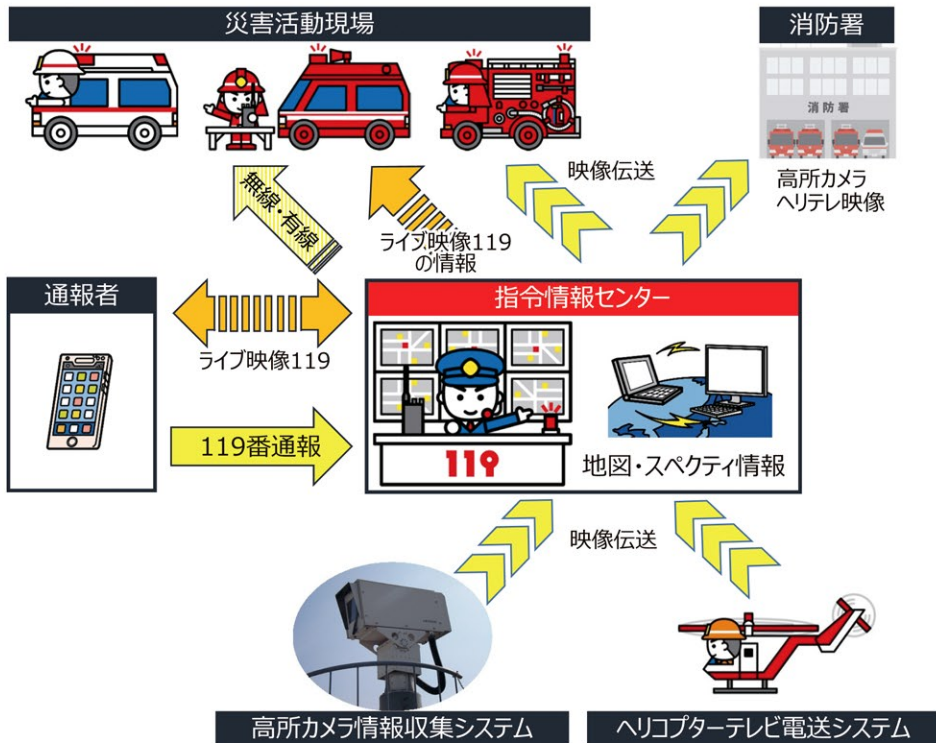 災害活動現場
消防署
消防署
高所カメラ
ヘリテレ映像
映像伝送
無線・有線
ライブ映像119
の情報
通報者
指令情報センター
ライブ映像119
119番通報
119
地図・スペクティ情報
映像伝送
高所カメラ情報収集システム
ヘリコプターテレビ電送システム